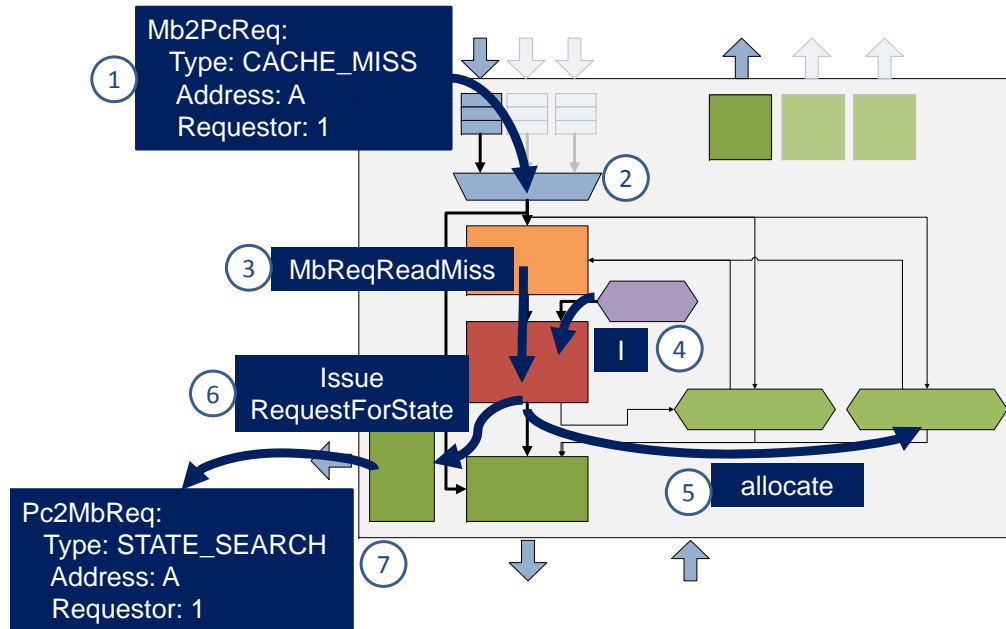 Mb2PcReq:
Type: CACHE_MISS
Address: A
Requestor: 1
1
2
3
MbReqReadMiss
I
4
6
Issue
RequestForState
5
allocate
Pc2MbReq:
Type: STATE_SEARCH
Address: A
Requestor: 1
7